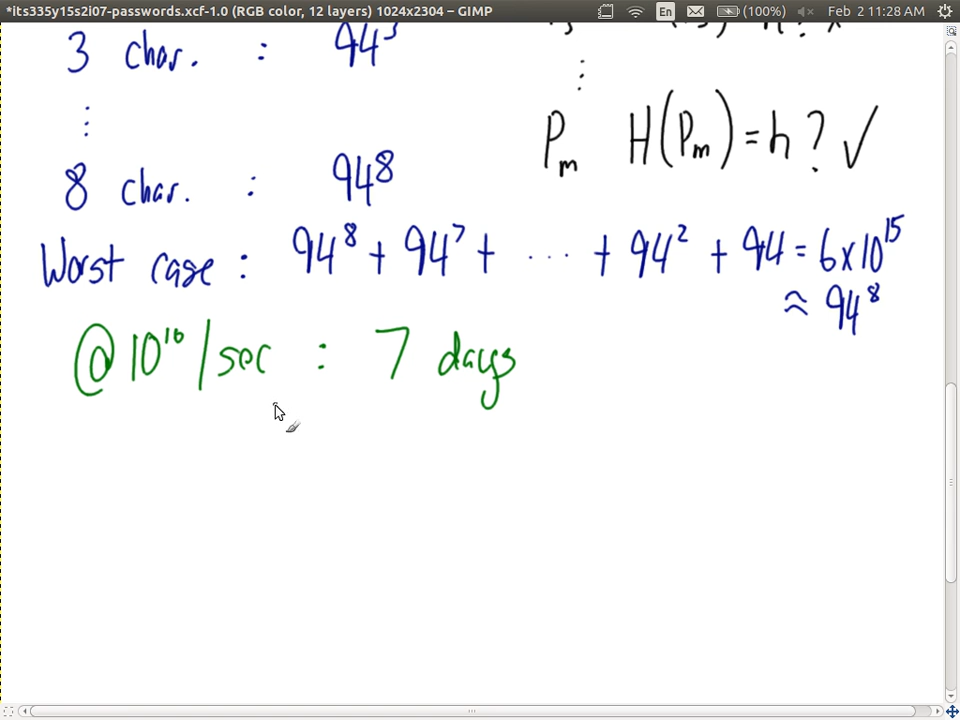 *its335y15s2i07-passwords.xcf-1.0 (RGB color, 12 layers) 1024x2304 – GIMP
En (100%) Feb 2 11:28 AM
3 char. : 94³
⋮
8 char. : 94⁸
⋮
Pₘ H(Pₘ) = h ? ✓
Worst case : 94⁸ + 94⁷ + ... + 94² + 94 = 6x10¹⁵
≈ 94⁸
@ 10¹⁰/sec : 7 days